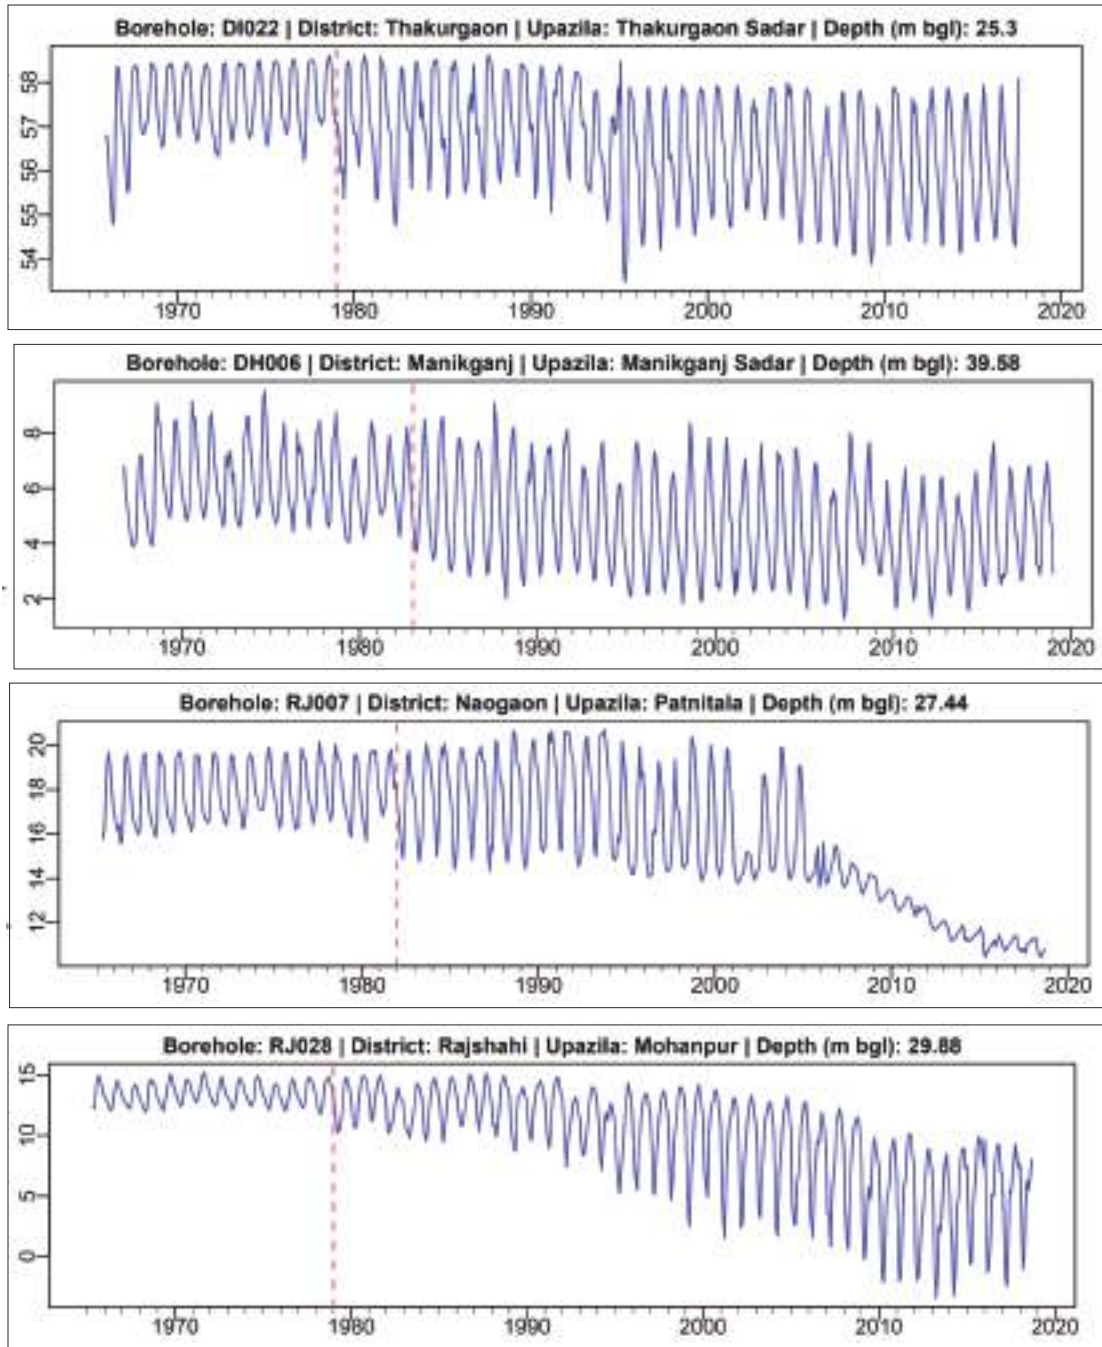 Borehole: DI022 | District: Thakurgaon | Upazila: Thakurgaon Sadar | Depth (m bgl): 25.3
58
57
56
55
54
1970 1980 1990 2000 2010 2020
Borehole: DH006 | District: Manikganj | Upazila: Manikganj Sadar | Depth (m bgl): 39.58
8
6
4
2
1970 1980 1990 2000 2010 2020
Borehole: RJ007 | District: Naogaon | Upazila: Patnitala | Depth (m bgl): 27.44
20
18
16
14
12
1970 1980 1990 2000 2010 2020
Borehole: RJ028 | District: Rajshahi | Upazila: Mohanpur | Depth (m bgl): 29.88
15
10
5
0
1970 1980 1990 2000 2010 2020